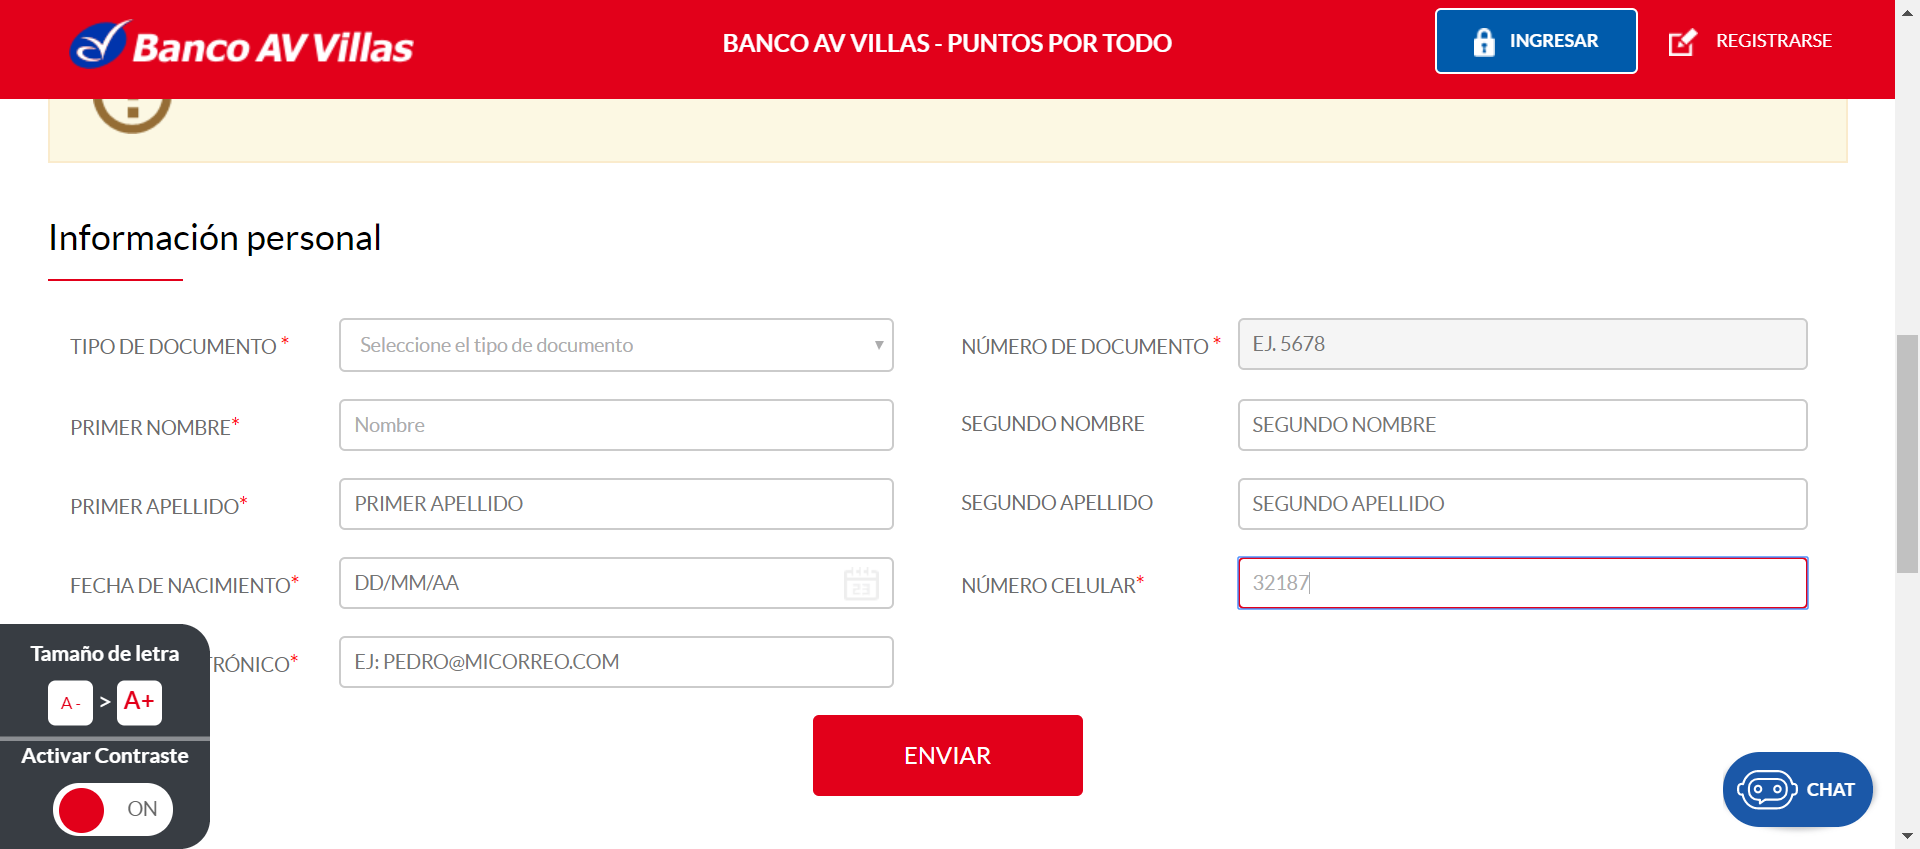 Banco AV Villas
BANCO AV VILLAS - PUNTOS POR TODO
INGRESAR
REGISTRARSE
Información personal
TIPO DE DOCUMENTO *
Seleccione el tipo de documento
NÚMERO DE DOCUMENTO *
EJ. 5678
PRIMER NOMBRE*
Nombre
SEGUNDO NOMBRE
SEGUNDO NOMBRE
PRIMER APELLIDO*
PRIMER APELLIDO
SEGUNDO APELLIDO
SEGUNDO APELLIDO
FECHA DE NACIMIENTO*
DD/MM/AA
23
NÚMERO CELULAR*
32187
TRÓNICO*
EJ: PEDRO@MICORREO.COM
Tamaño de letra
A - > A+
Activar Contraste
ON
ENVIAR
CHAT